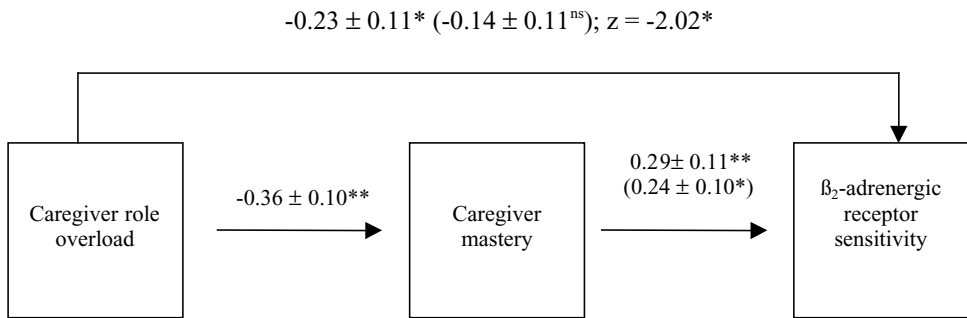 -0.23 ± 0.11* (-0.14 ± 0.11ⁿˢ); z = -2.02*
Caregiver role
overload
-0.36 ± 0.10**
Caregiver
mastery
0.29± 0.11**
(0.24 ± 0.10*)
ß₂-adrenergic
receptor
sensitivity